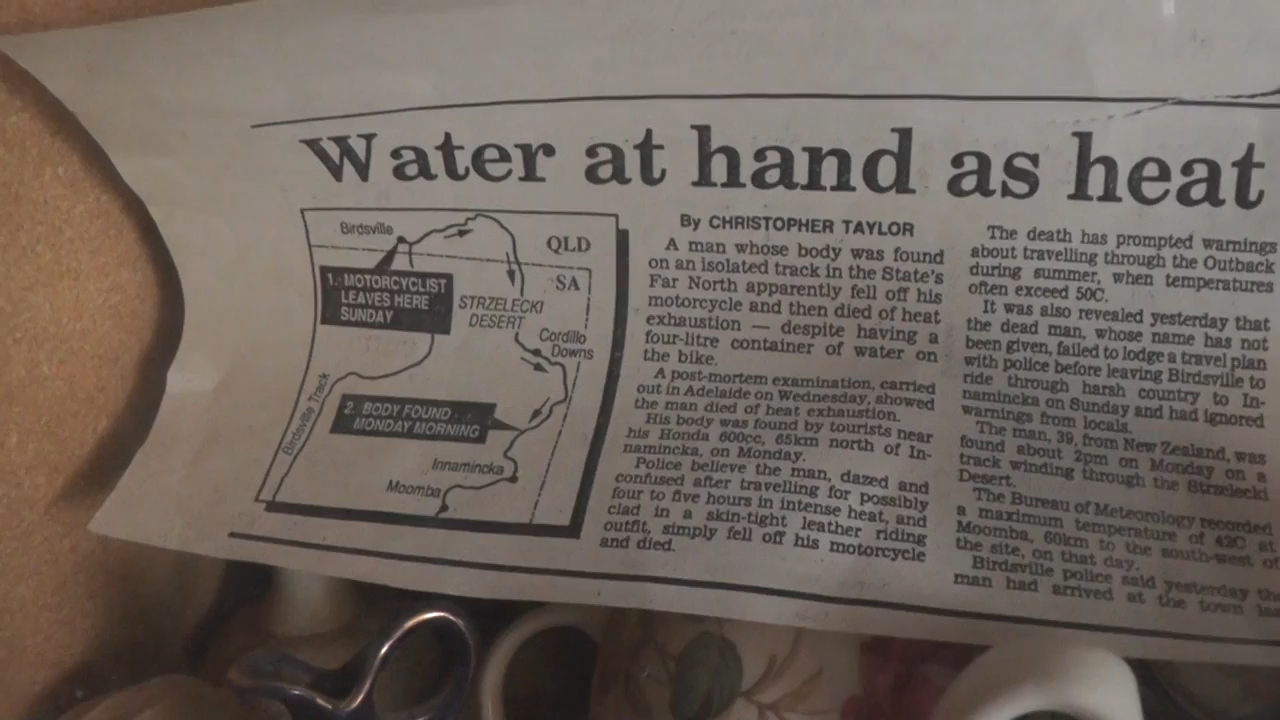 Water at hand as heat
Birdsville
QLD
SA
1. MOTORCYCLIST
LEAVES HERE
SUNDAY
STRZELECKI
DESERT
Cordillo
Downs
Birdsville Track
2. BODY FOUND
MONDAY MORNING
Innamincka
Moomba
By CHRISTOPHER TAYLOR
A man whose body was found
on an isolated track in the State's
Far North apparently fell off his
motorcycle and then died of heat
exhaustion — despite having a
four-litre container of water on
the bike.
A post-mortem examination, carried
out in Adelaide on Wednesday, showed
the man died of heat exhaustion.
His body was found by tourists near
his Honda 600cc, 65km north of In-
namincka, on Monday.
Police believe the man, dazed and
confused after travelling for possibly
four to five hours in intense heat, and
clad in a skin-tight leather riding
outfit, simply fell off his motorcycle
and died.
The death has prompted warnings
about travelling through the Outback
during summer, when temperatures
often exceed 50C.
It was also revealed yesterday that
the dead man, whose name has not
been given, failed to lodge a travel plan
with police before leaving Birdsville to
ride through harsh country to In-
namincka on Sunday and had ignored
warnings from locals.
The man, 39, from New Zealand, was
found about 2pm on Monday on a
track winding through the Strzelecki
Desert.
The Bureau of Meteorology recorded
a maximum temperature of 42C at
Moomba, 60km to the south-west of
the site, on that day.
Birdsville police said yesterday the
man had arrived at the town